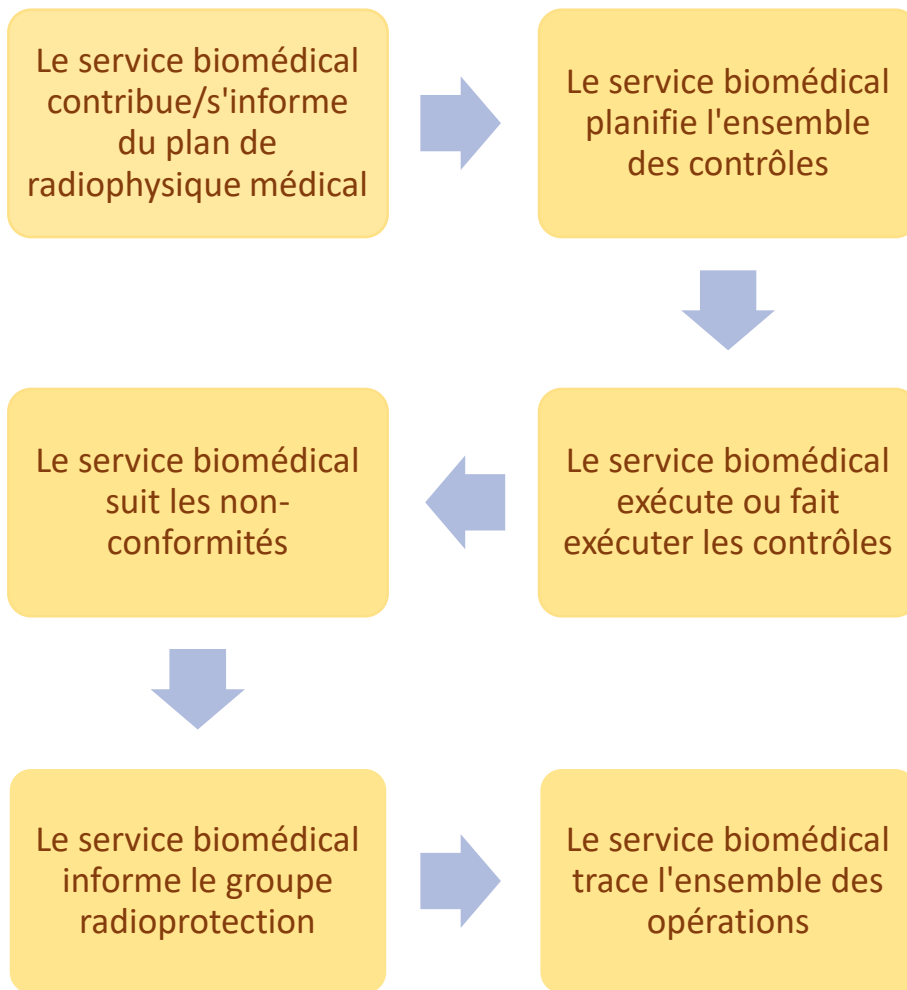 Le service biomédical
contribue/s'informe
du plan de
radiophysique médical
Le service biomédical
planifie l'ensemble
des contrôles
Le service biomédical
exécute ou fait
exécuter les contrôles
Le service biomédical
suit les non-
conformités
Le service biomédical
informe le groupe
radioprotection
Le service biomédical
trace l'ensemble des
opérations